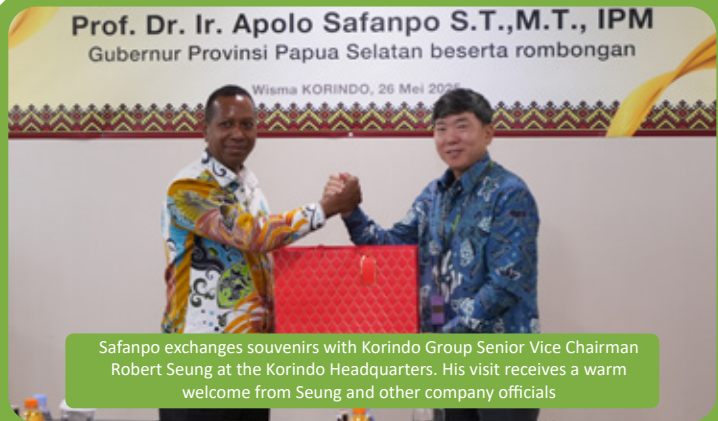 Prof. Dr. Ir. Apolo Safanpo S.T.,M.T., IPM
Gubernur Provinsi Papua Selatan beserta rombongan
Wisma KORINDO, 26 Mei 2025
Safanpo exchanges souvenirs with Korindo Group Senior Vice Chairman
Robert Seung at the Korindo Headquarters. His visit receives a warm
welcome from Seung and other company officials